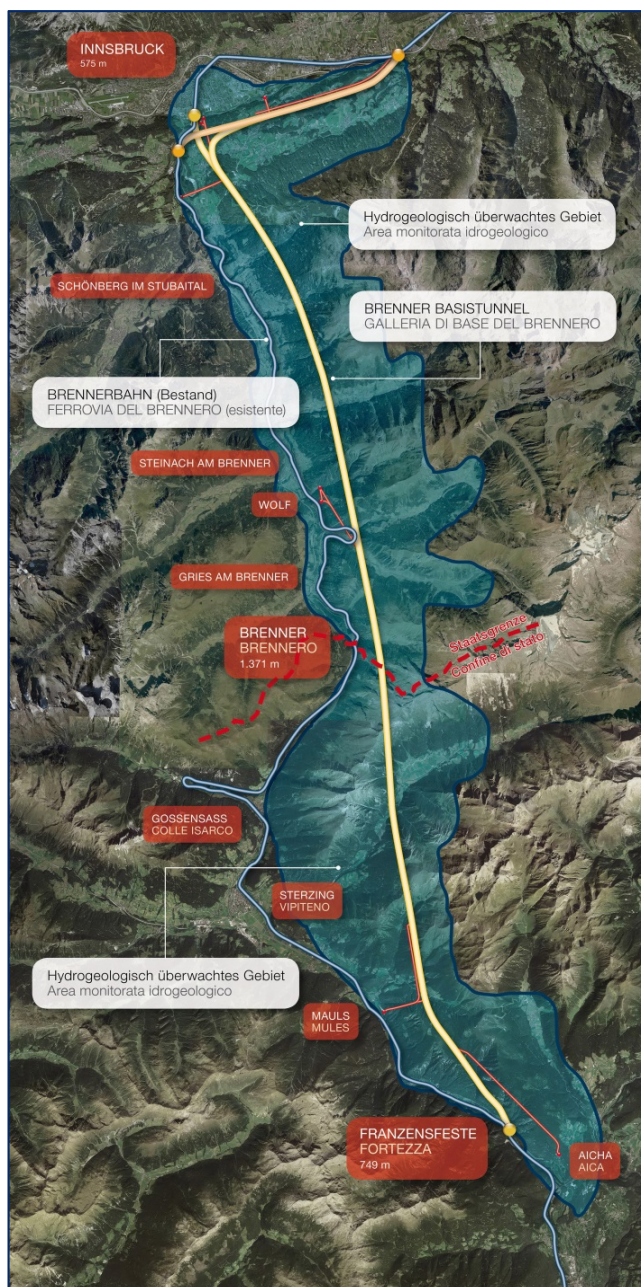 INNSBRUCK
575 m
Hydrogeologisch überwachtes Gebiet
Area monitorata idrogeologico
SCHÖNBERG IM STUBAITAL
BRENNER BASISTUNNEL
GALLERIA DI BASE DEL BRENNERO
BRENNERBAHN (Bestand)
FERROVIA DEL BRENNERO (esistente)
STEINACH AM BRENNER
WOLF
GRIES AM BRENNER
BRENNER
BRENNERO
1.371 m
Staatsgrenze
Confine di stato
GOSSENSASS
COLLE ISARCO
STERZING
VIPITENO
Hydrogeologisch überwachtes Gebiet
Area monitorata idrogeologico
MAULS
MULES
FRANZENSFESTE
FORTEZZA
749 m
AICHA
AICA